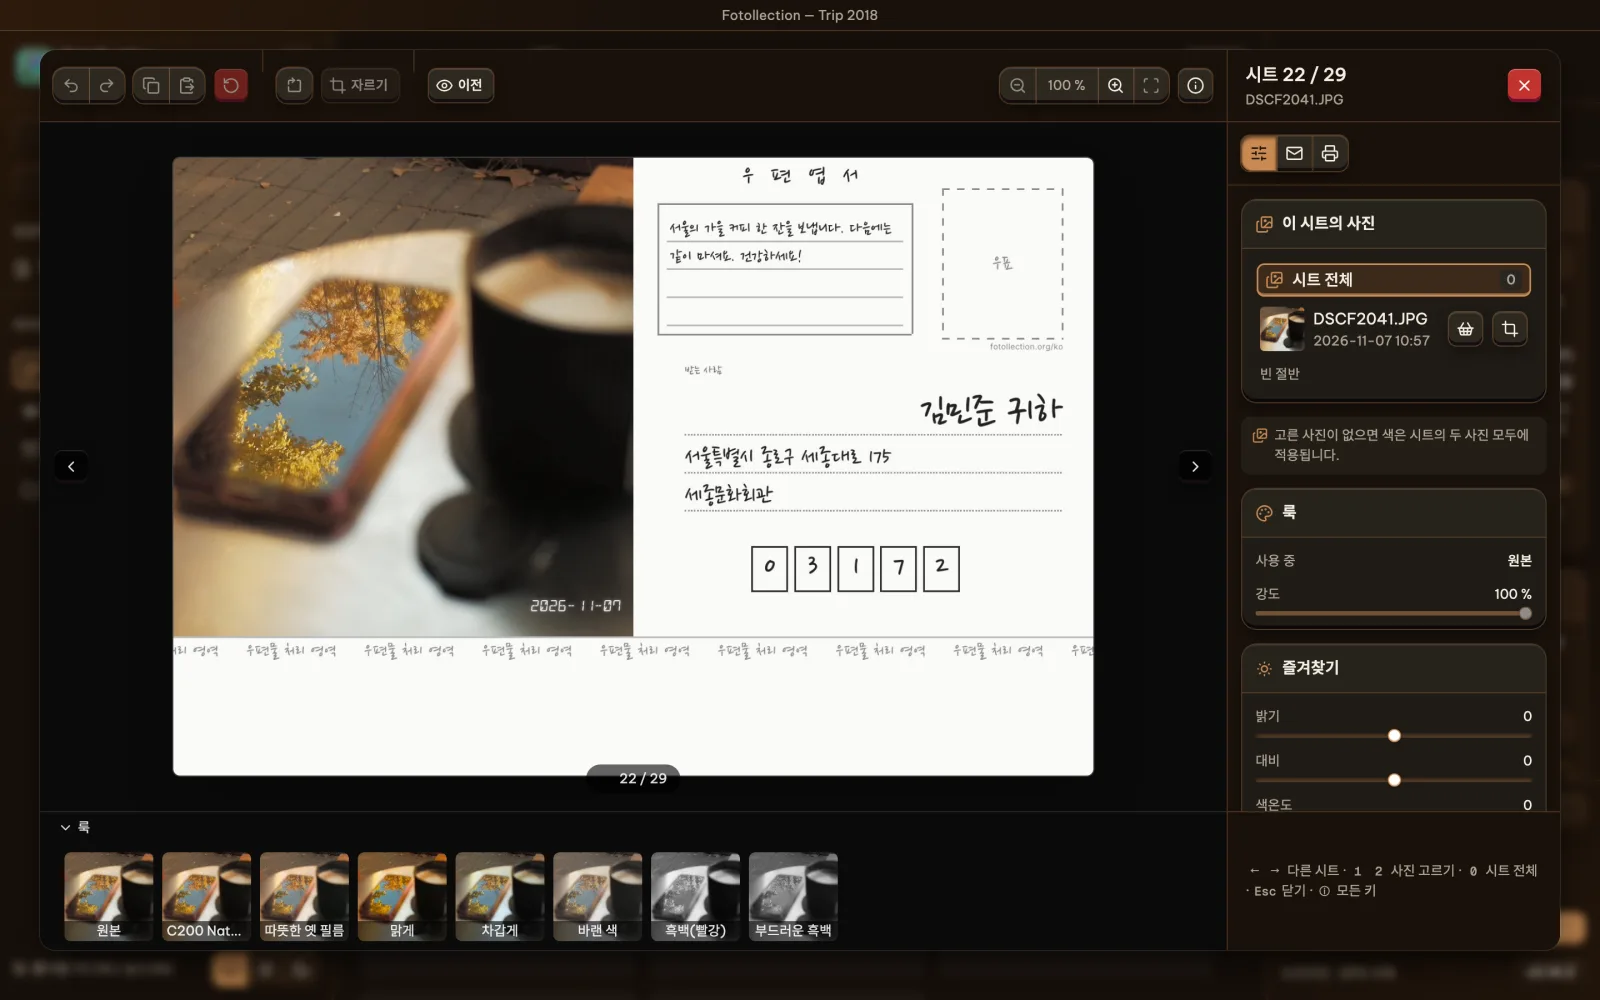 Fotollection — Trip 2018
자르기
이전
100 %
시트 22 / 29
DSCF2041.JPG
우 편 엽 서
서울의 가을 커피 한 잔을 보냅니다. 다음에는
같이 마셔요. 건강하세요!
우표
fotollection.org/ko
받는 사람
김민준 귀하
서울특별시 종로구 세종대로 175
세종문화회관
0 3 1 7 2
2026-11-07
처리 영역 우편물 처리 영역 우편물 처리 영역 우편물 처리 영역 우편물 처리 영역 우편물 처리 영역 우편물 처리 영역 우편물 처리 영역 우편
22 / 29
이 시트의 사진
시트 전체 0
DSCF2041.JPG
2026-11-07 10:57
빈 절반
고른 사진이 없으면 색은 시트의 두 사진 모두에
적용됩니다.
룩
사용 중 원본
강도 100 %
즐겨찾기
밝기 0
대비 0
색온도 0
룩
원본
C200 Nat...
따뜻한 옛 필름
맑게
차갑게
바랜 색
흑백(빨강)
부드러운 흑백
← → 다른 시트 · 1 2 사진 고르기 · 0 시트 전체
· Esc 닫기 · ⓘ 모든 키